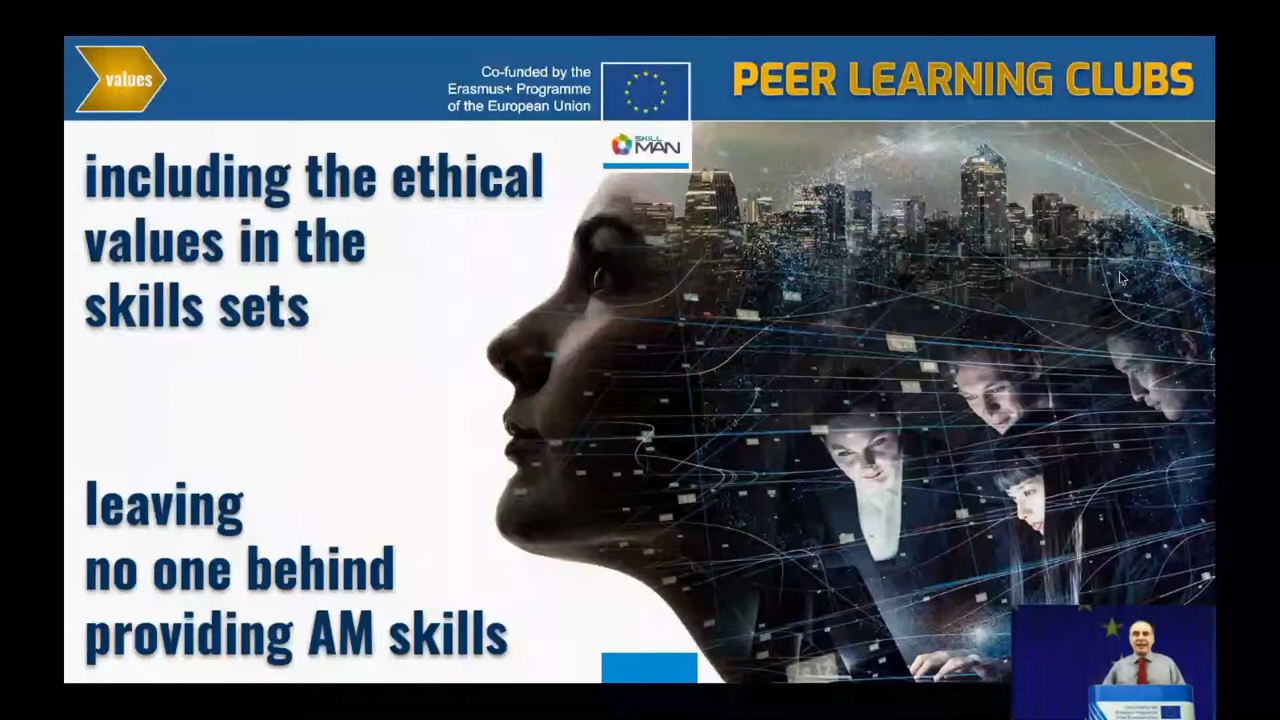 values
Co-funded by the
Erasmus+ Programme
of the European Union
PEER LEARNING CLUBS
SKILL
MAN
including the ethical
values in the
skills sets
leaving
no one behind
providing AM skills